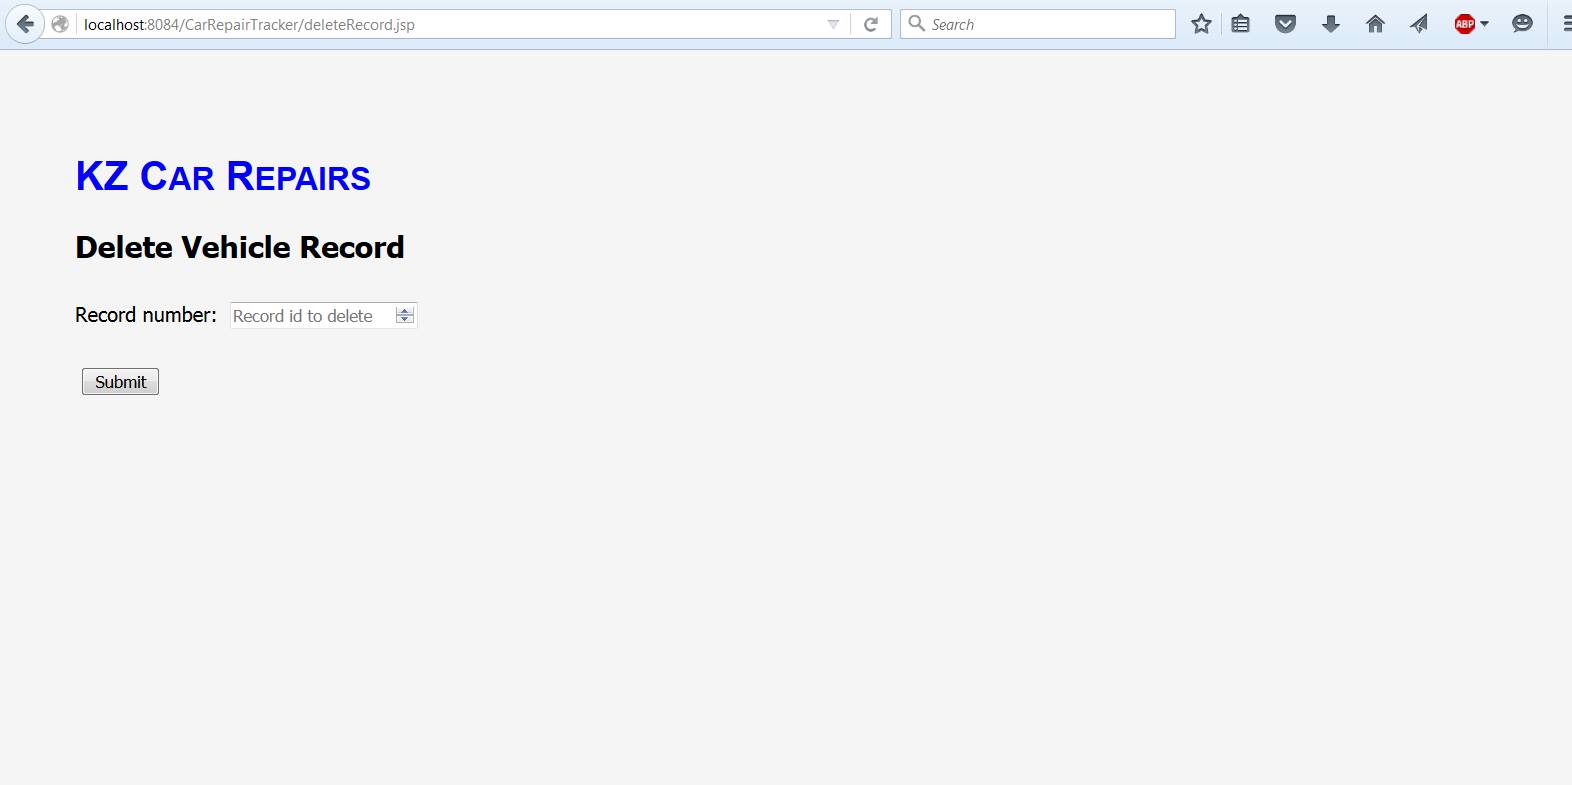 localhost:8084/CarRepairTracker/deleteRecord.jsp
Search
ABP
KZ CAR REPAIRS
Delete Vehicle Record
Record number: Record id to delete
Submit